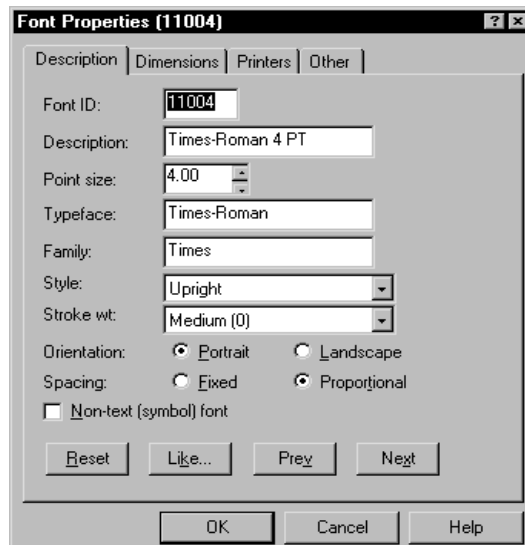 Font Properties (11004)
Description Dimensions Printers Other
Font ID: 11004
Description: Times-Roman 4 PT
Point size: 4.00
Typeface: Times-Roman
Family: Times
Style: Upright
Stroke wt: Medium (0)
Orientation: Portrait Landscape
Spacing: Fixed Proportional
Non-text (symbol) font
Reset Like... Prev Next
OK Cancel Help